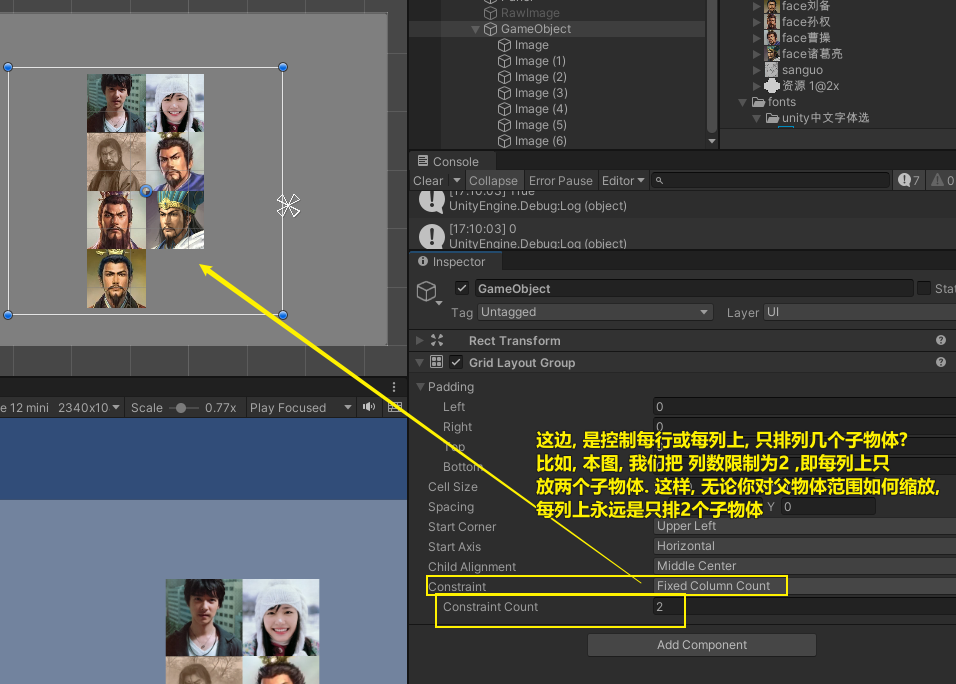 RawImage
GameObject
Image
Image (1)
Image (2)
Image (3)
Image (4)
Image (5)
Image (6)
face刘备
face孙权
face曹操
face诸葛亮
sanguo
资源 1@2x
fonts
unity中文字体选
Console
Clear
Collapse
Error Pause
Editor
7
0
[17:10:03] True
UnityEngine.Debug:Log (object)
[17:10:03] 0
UnityEngine.Debug:Log (object)
Inspector
GameObject
Stat
Tag
Untagged
Layer
UI
Rect Transform
Grid Layout Group
Padding
Left
0
Right
0
Top
Bottom
Cell Size
Spacing
Y
0
Start Corner
Upper Left
Start Axis
Horizontal
Child Alignment
Middle Center
Constraint
Fixed Column Count
Constraint Count
2
Add Component
这边, 是控制每行或每列上, 只排列几个子物体?
比如, 本图, 我们把 列数限制为2 ,即每列上只
放两个子物体. 这样, 无论你对父物体范围如何缩放,
每列上永远是只排2个子物体
e 12 mini
2340x10
Scale
0.77x
Play Focused